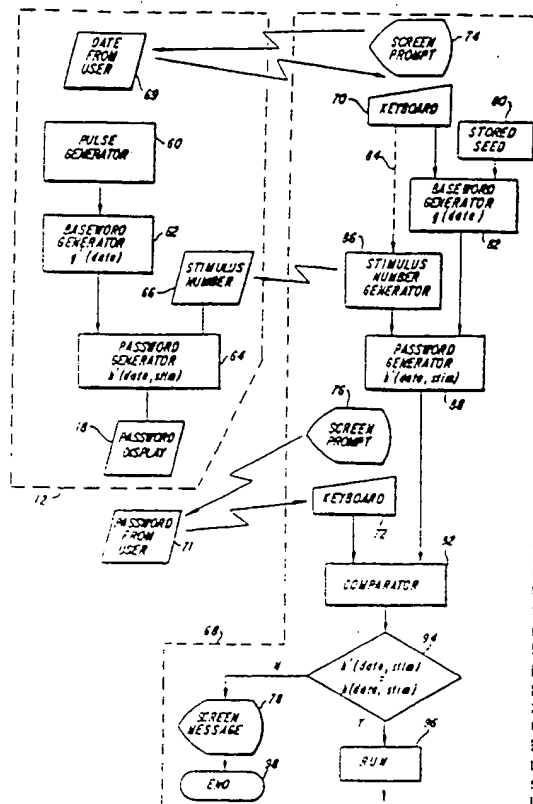 DATE
FROM
USER
69
SCREEN
PROMPT
74
70
KEYBOARD
80
STORED
SEED
PULSE
GENERATOR
60
84
BASEWORD
GENERATOR
g'(date)
62
BASEWORD
GENERATOR
g(date)
82
STIMULUS
NUMBER
66
86
STIMULUS
NUMBER
GENERATOR
PASSWORD
GENERATOR
h'(date, stim)
64
PASSWORD
GENERATOR
h'(date, stim)
88
18
PASSWORD
DISPLAY
12
76
SCREEN
PROMPT
PASSWORD
FROM
USER
71
KEYBOARD
72
92
COMPARATOR
68
94
h'(date, stim)
=
h(date, stim)
N
Y
78
SCREEN
MESSAGE
96
RUN
98
END